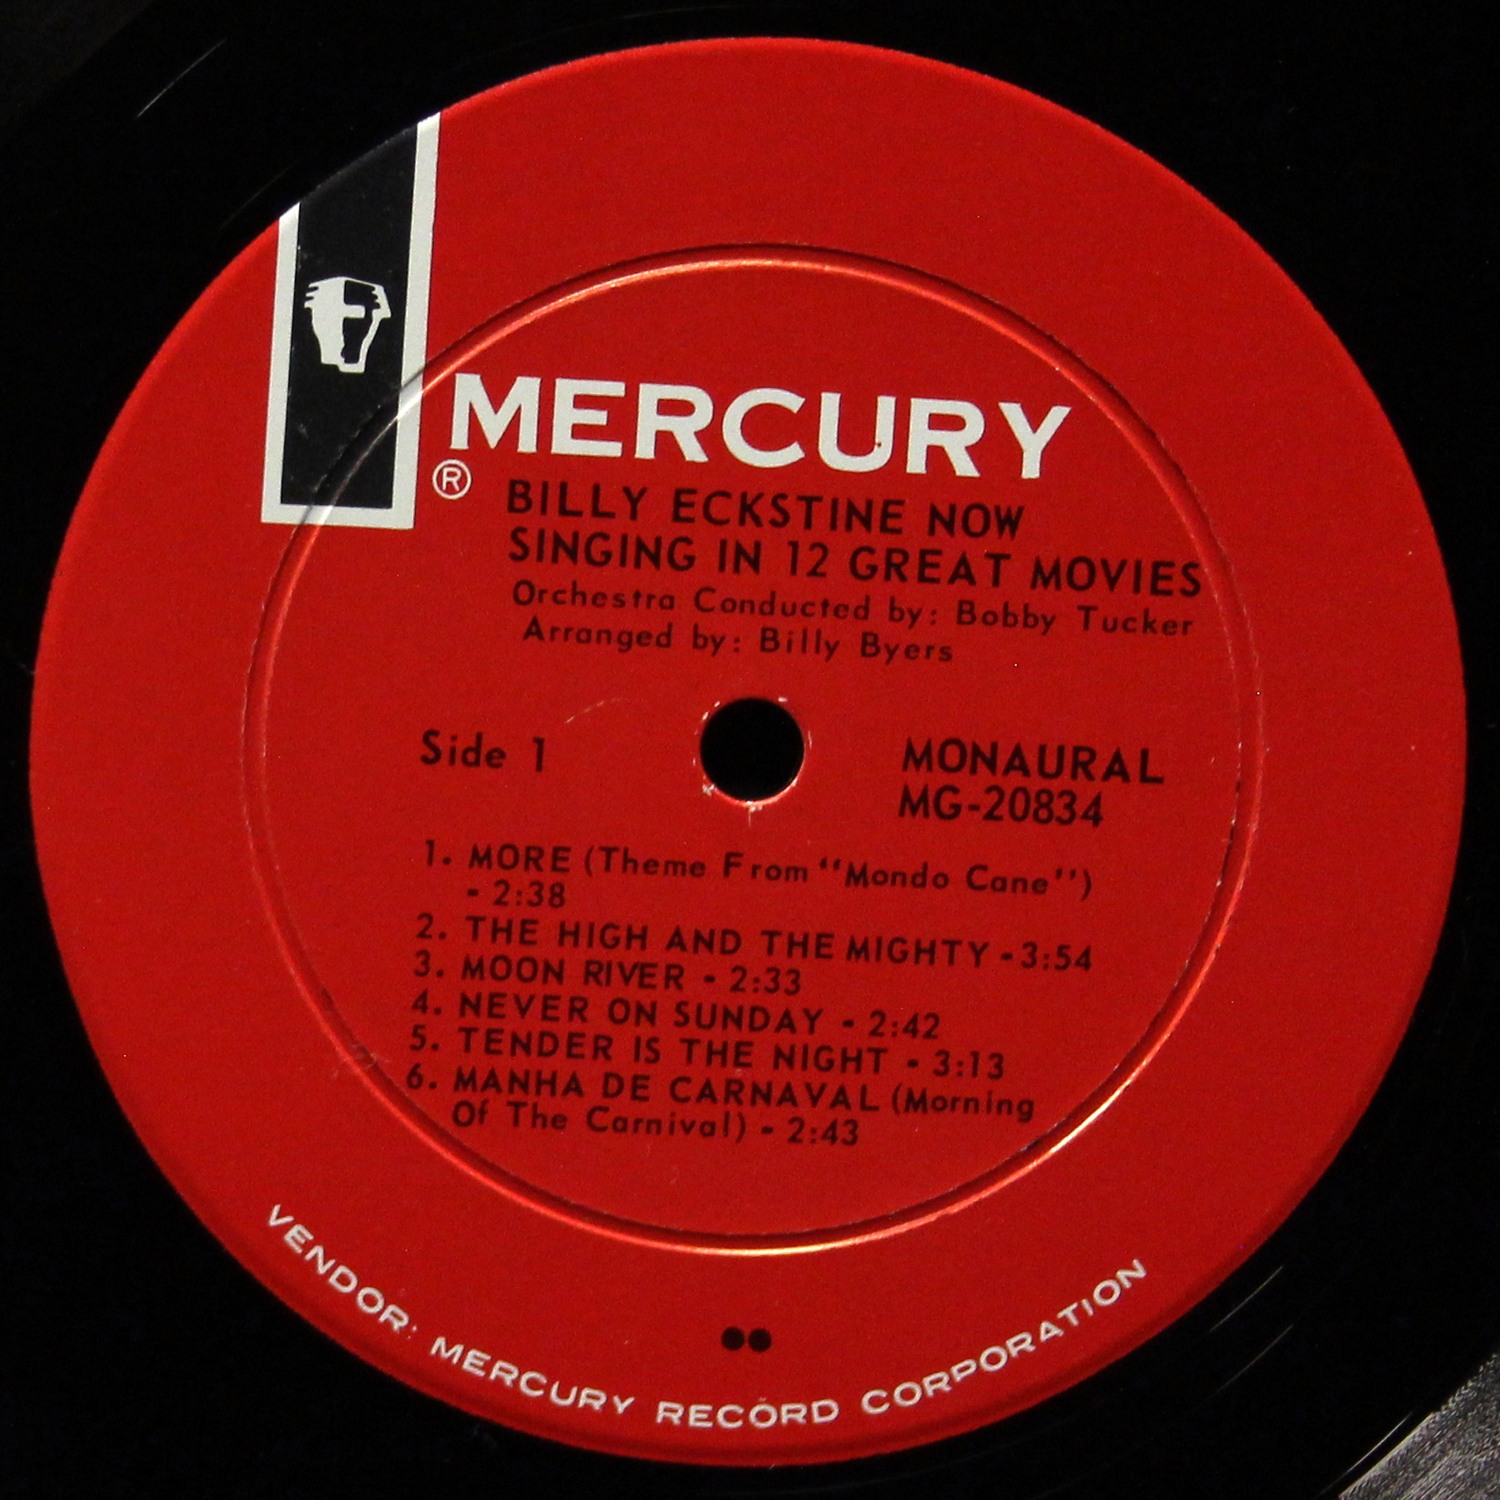 MERCURY
®
BILLY ECKSTINE NOW
SINGING IN 12 GREAT MOVIES
Orchestra Conducted by: Bobby Tucker
Arranged by: Billy Byers
Side 1
MONAURAL
MG-20834
1. MORE (Theme From "Mondo Cane")
- 2:38
2. THE HIGH AND THE MIGHTY - 3:54
3. MOON RIVER - 2:33
4. NEVER ON SUNDAY - 2:42
5. TENDER IS THE NIGHT - 3:13
6. MANHA DE CARNAVAL (Morning
Of The Carnival) - 2:43
VENDOR: MERCURY RECORD CORPORATION